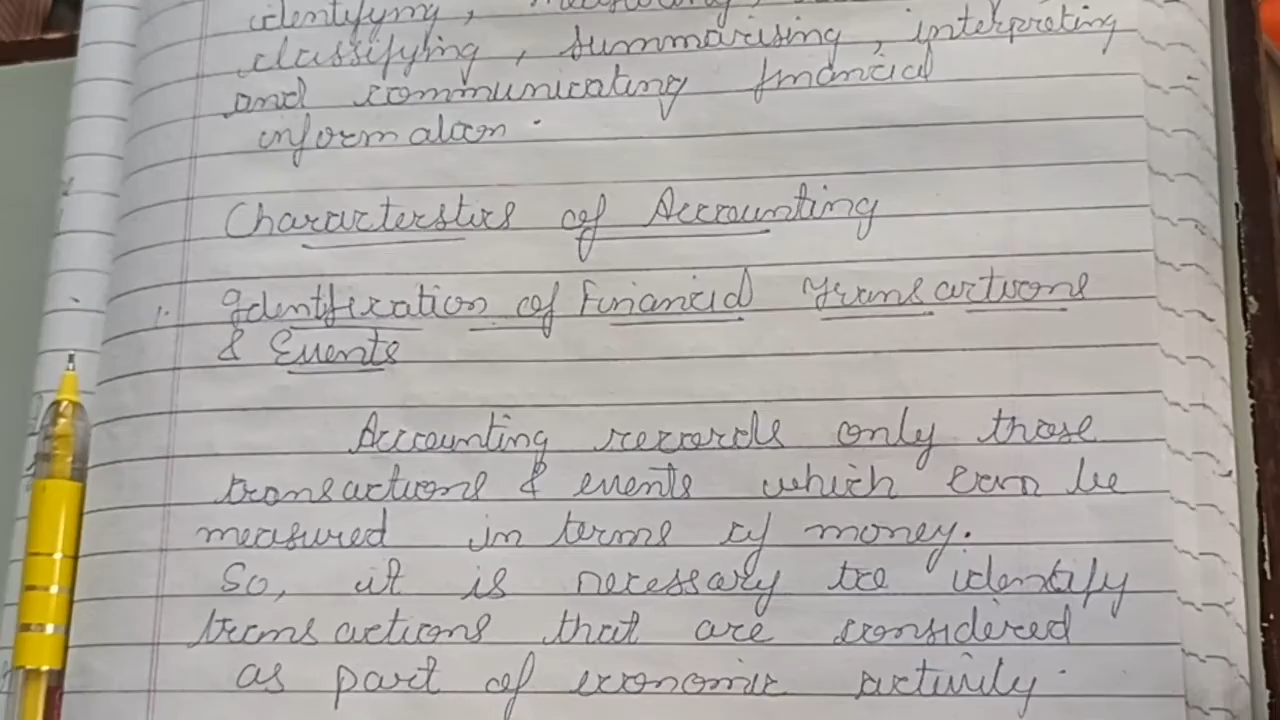 identifying,
classifying, summarising, interpreting
and communicating financial
information.
Characterstics of Accounting
1. Identification of Financial Transactions
& Events
Accounting records only those
transactions & events which can be
measured in terms of money.
So, it is necessary to identify
transactions that are considered
as part of economic activity.